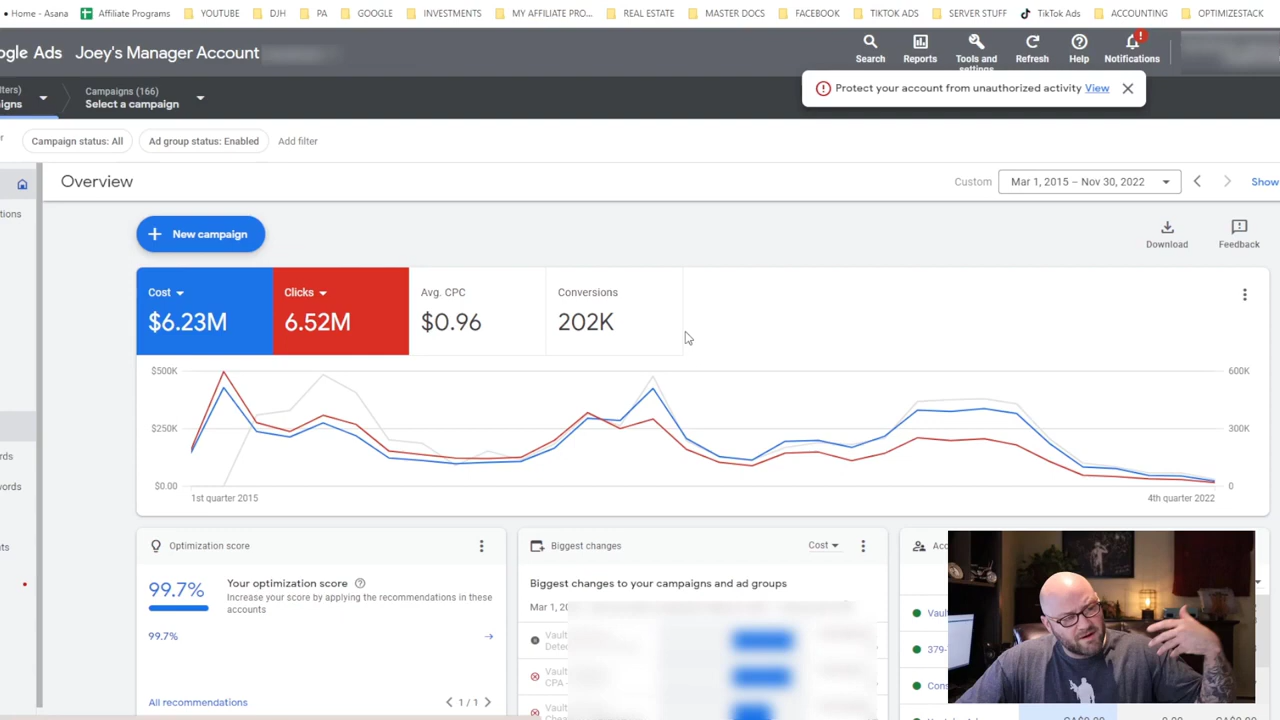 Home - Asana Affiliate Programs YOUTUBE DJH PA GOOGLE INVESTMENTS MY AFFILIATE PRO... REAL ESTATE MASTER DOCS FACEBOOK TIKTOK ADS SERVER STUFF TikTok Ads ACCOUNTING OPTIMIZESTACK
gle Ads Joey's Manager Account
Search Reports Tools and settings Refresh Help Notifications
!
Protect your account from unauthorized activity View
Campaigns (166)
Select a campaign
Campaign status: All Ad group status: Enabled Add filter
Overview Custom Mar 1, 2015 – Nov 30, 2022 Show
New campaign Download Feedback
Cost Clicks Avg. CPC Conversions
$6.23M 6.52M $0.96 202K
$500K 600K
$250K 300K
$0.00 0
1st quarter 2015 4th quarter 2022
Optimization score Biggest changes Cost
99.7% Your optimization score
Increase your score by applying the recommendations in these
accounts
99.7%
All recommendations 1 / 1
Biggest changes to your campaigns and ad groups
Vault
CPA -
379-